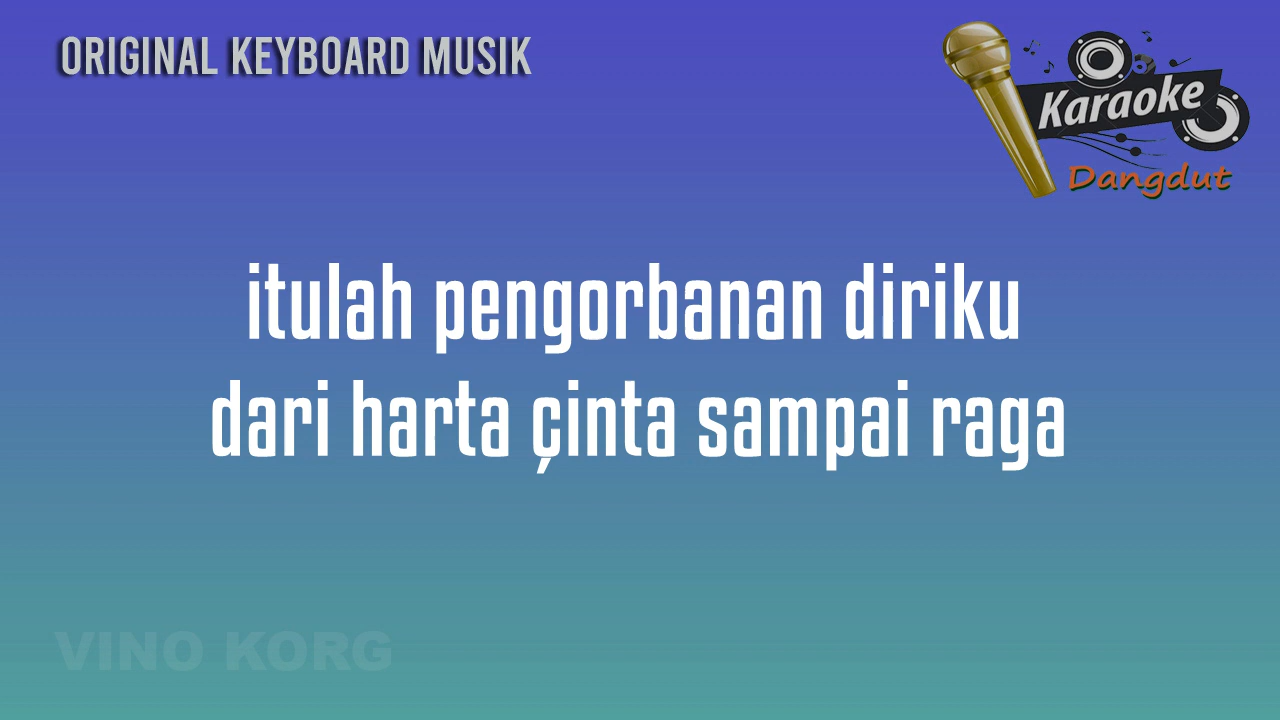 ORIGINAL KEYBOARD MUSIK
Karaoke
Dangdut
itulah pengorbanan diriku
dari harta çinta sampai raga
VINO KORG